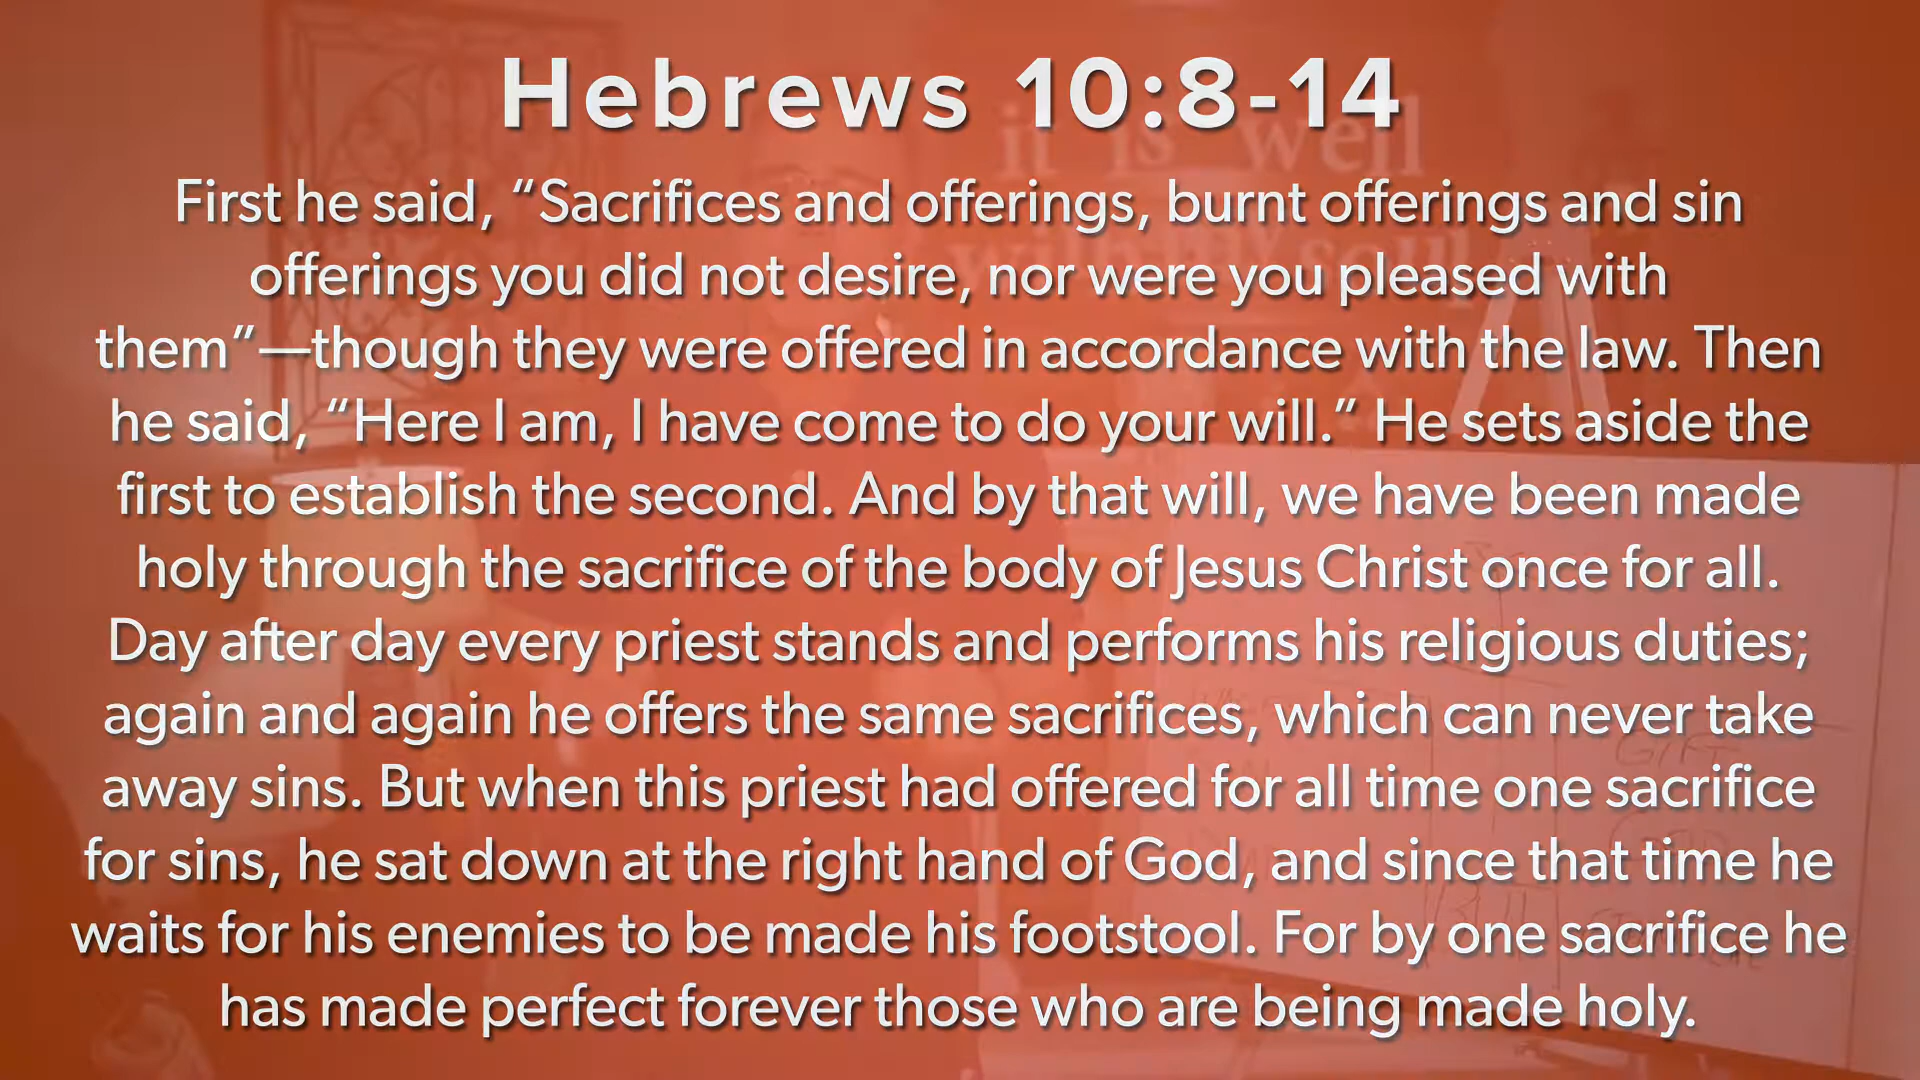 Hebrews 10:8-14
First he said, “Sacrifices and offerings, burnt offerings and sin
offerings you did not desire, nor were you pleased with
them”—though they were offered in accordance with the law. Then
he said, “Here I am, I have come to do your will.” He sets aside the
first to establish the second. And by that will, we have been made
holy through the sacrifice of the body of Jesus Christ once for all.
Day after day every priest stands and performs his religious duties;
again and again he offers the same sacrifices, which can never take
away sins. But when this priest had offered for all time one sacrifice
for sins, he sat down at the right hand of God, and since that time he
waits for his enemies to be made his footstool. For by one sacrifice he
has made perfect forever those who are being made holy.
it is well
with my soul
GIFT